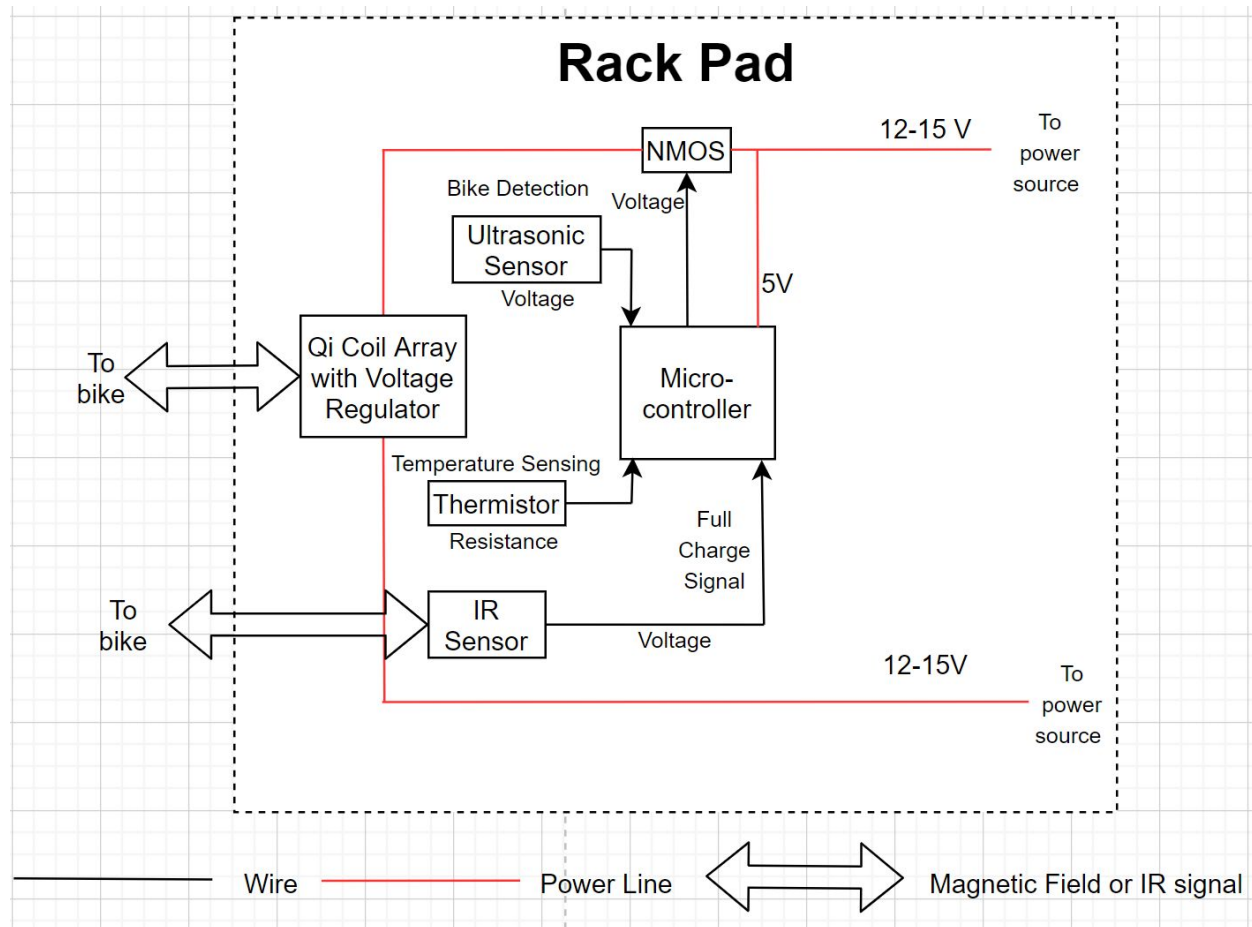 Rack Pad
12-15 V
To
power
source
NMOS
Bike Detection
Voltage
Ultrasonic
Sensor
Voltage
5V
To
bike
Qi Coil Array
with Voltage
Regulator
Micro-
controller
Temperature Sensing
Thermistor
Resistance
Full
Charge
Signal
To
bike
IR
Sensor
Voltage
12-15V
To
power
source
Wire
Power Line
Magnetic Field or IR signal